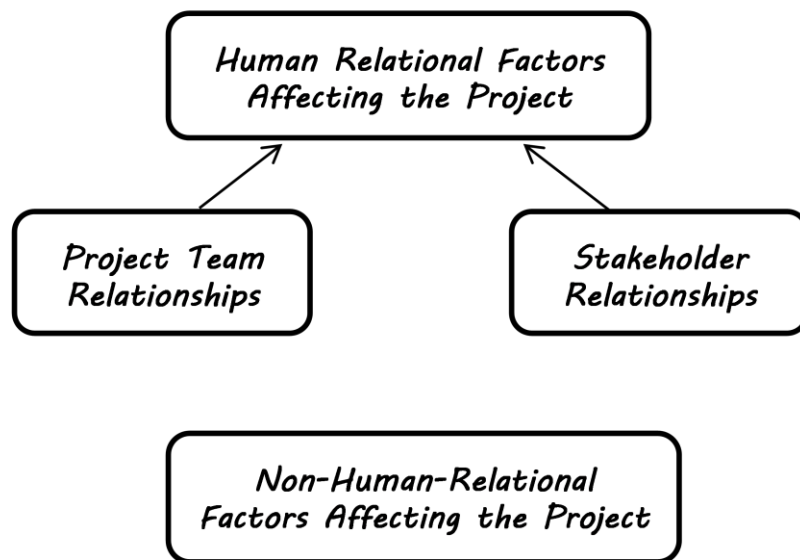 Human Relational Factors
Affecting the Project
Project Team
Relationships
Stakeholder
Relationships
Non-Human-Relational
Factors Affecting the Project